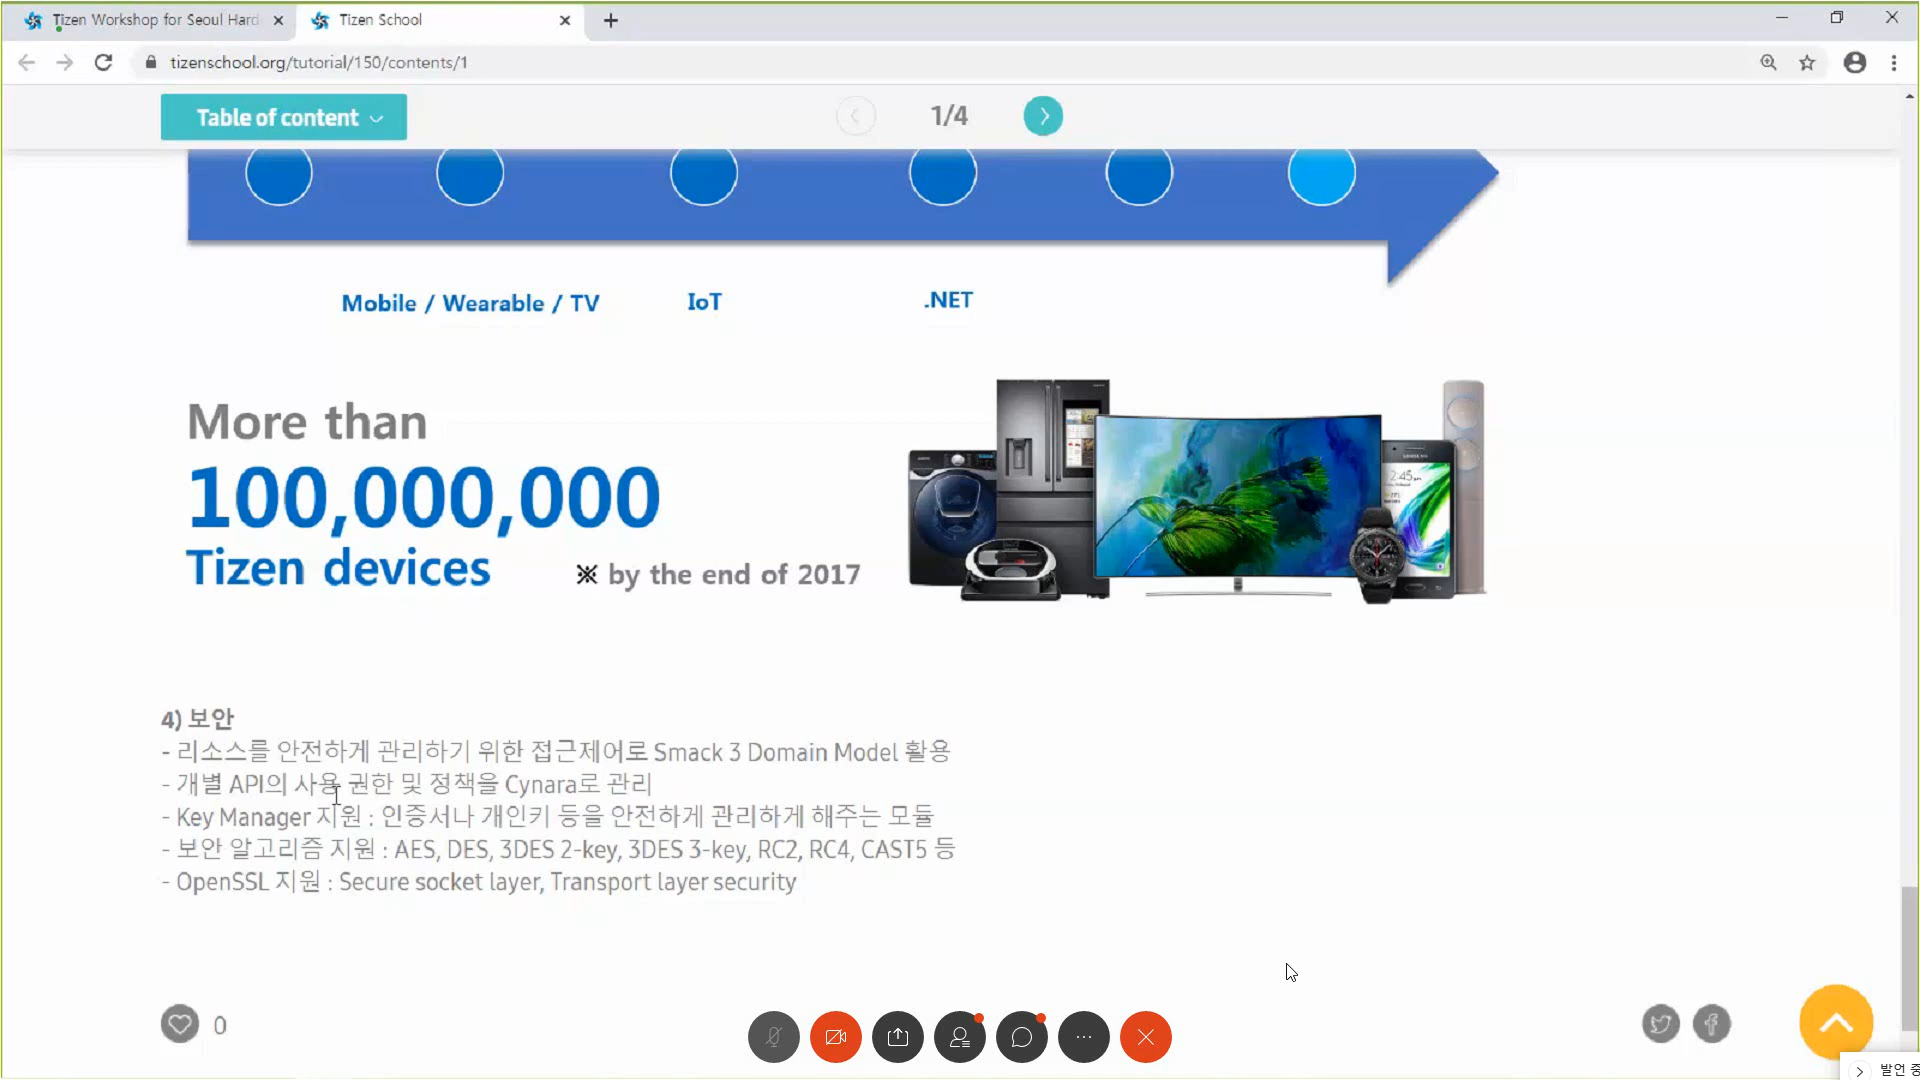 Tizen Workshop for Seoul Hard
Tizen School
tizenschool.org/tutorial/150/contents/1
Table of content
1/4
Mobile / Wearable / TV
IoT
.NET
More than
100,000,000
Tizen devices
※ by the end of 2017
4) 보안
- 리소스를 안전하게 관리하기 위한 접근제어로 Smack 3 Domain Model 활용
- 개별 API의 사용 권한 및 정책을 Cynara로 관리
- Key Manager 지원 : 인증서나 개인키 등을 안전하게 관리하게 해주는 모듈
- 보안 알고리즘 지원 : AES, DES, 3DES 2-key, 3DES 3-key, RC2, RC4, CAST5 등
- OpenSSL 지원 : Secure socket layer, Transport layer security
0
발언 중